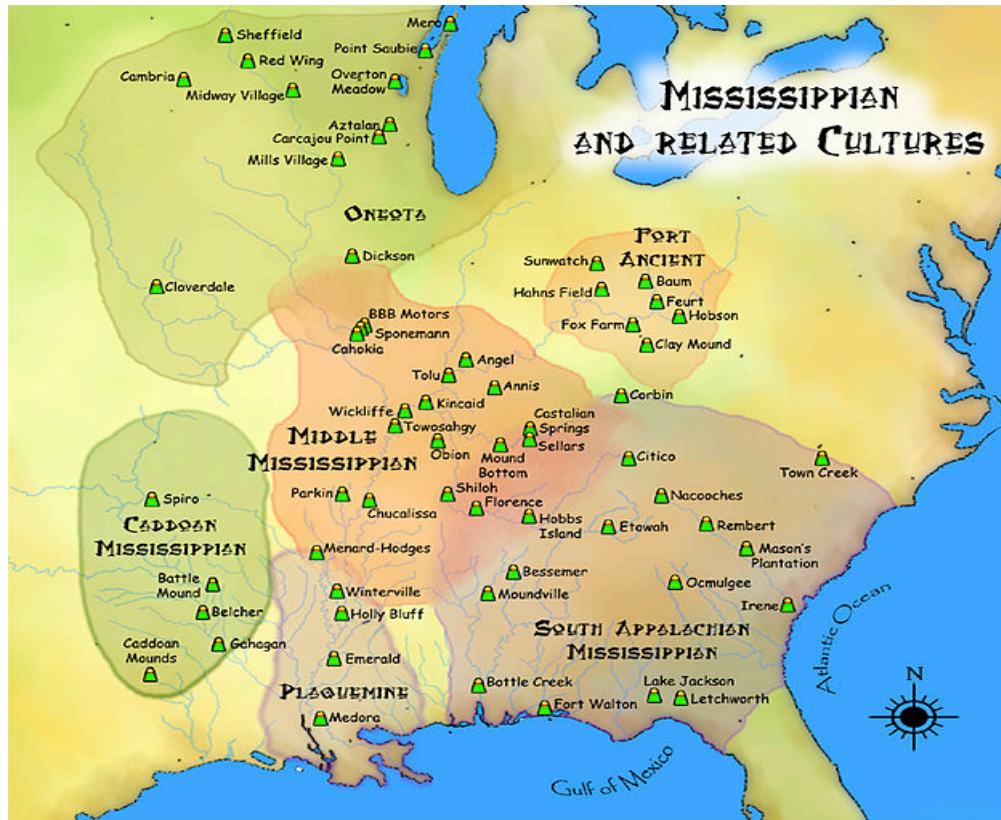 Mero
Sheffield
Point Saubie
Red Wing
Cambria
Overton
Meadow
Midway Village
Mississippian
and related Cultures
Aztalan
Carcajou Point
Mills Village
Oneota
Fort
Ancient
Dickson
Sunwatch
Baum
Cloverdale
Hahns Field
Feurt
Hobson
BBB Motors
Fox Farm
Sponemann
Cahokia
Clay Mound
Angel
Tolu
Annis
Corbin
Kincaid
Wickliffe
Castalian
Springs
Towosahgy
Middle
Mississippian
Obion
Sellars
Mound
Bottom
Citico
Town Creek
Spiro
Parkin
Shiloh
Nacooches
Chucalissa
Florence
Caddoan
Mississippian
Hobbs
Island
Etowah
Rembert
Menard-Hodges
Mason's
Plantation
Battle
Mound
Bessemer
Ocmulgee
Winterville
Moundville
Irene
Belcher
Holly Bluff
South Appalachian
Mississippian
Atlantic Ocean
Gahagan
Caddoan
Mounds
Emerald
N
Plaquemine
Bottle Creek
Lake Jackson
Letchworth
Fort Walton
Medora
Gulf of Mexico